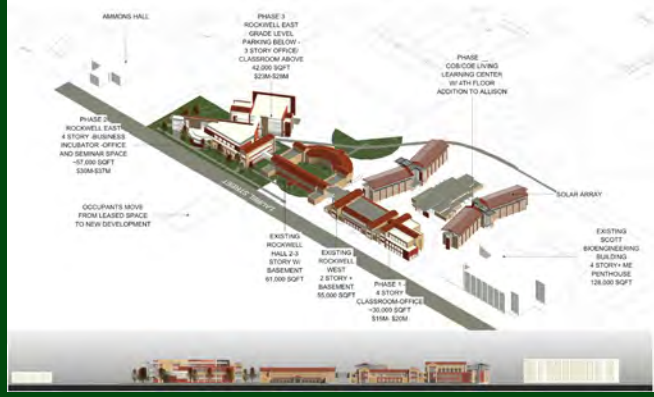 AMMONS HALL
PHASE 3
ROCKWELL EAST
GRADE LEVEL
PARKING BELOW -
3 STORY OFFICE/
CLASSROOM ABOVE
42,000 SQFT
$23M-$28M
PHASE
COB/COE LIVING
LEARNING CENTER
W/ 4TH FLOOR
ADDITION TO ALLISON
PHASE 2
ROCKWELL EAST
4 STORY -BUSINESS
INCUBATOR -OFFICE
AND SEMINAR SPACE
~57,000 SQFT
$30M-$37M
SOLAR ARRAY
OCCUPANTS MOVE
FROM LEASED SPACE
TO NEW DEVELOPMENT
LAUREL STREET
EXISTING
ROCKWELL
HALL 2-3
STORY W/
BASEMENT
61,000 SQFT
EXISTING
ROCKWELL
WEST
2 STORY +
BASEMENT
55,000 SQFT
PHASE 1 -
4 STORY
CLASSROOM-OFFICE
~30,000 SQFT
$15M- $20M
EXISTING
SCOTT
BIOENGINEERING
BUILDING
4 STORY+ ME
PENTHOUSE
128,000 SQFT